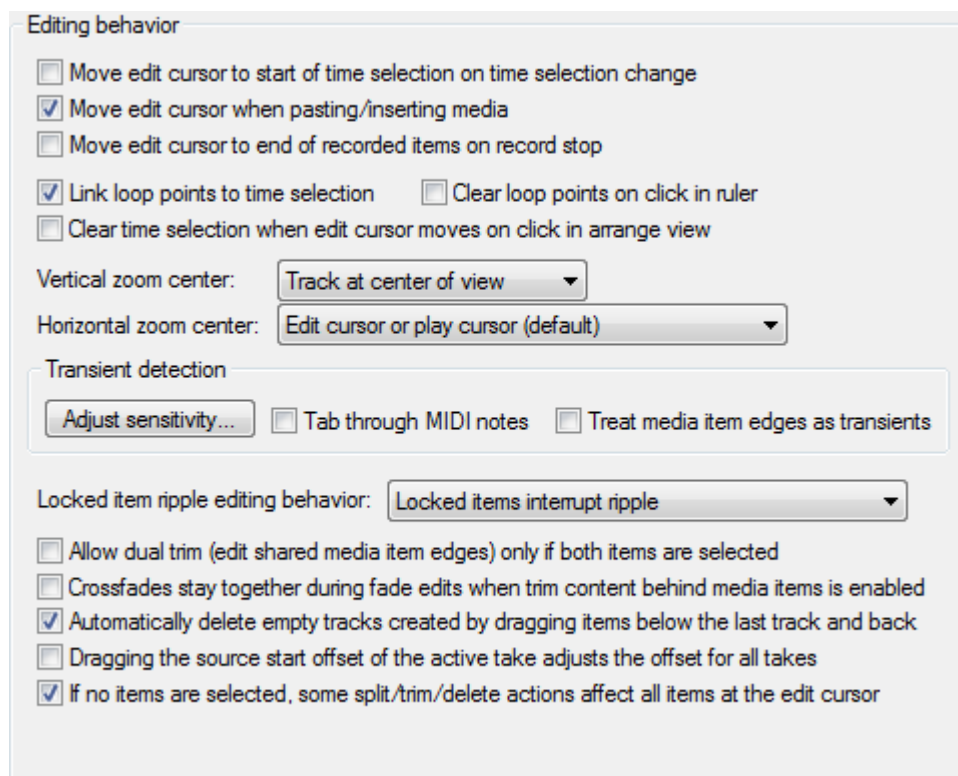 Editing behavior
Move edit cursor to start of time selection on time selection change
Move edit cursor when pasting/inserting media
Move edit cursor to end of recorded items on record stop
Link loop points to time selection Clear loop points on click in ruler
Clear time selection when edit cursor moves on click in arrange view
Vertical zoom center: Track at center of view
Horizontal zoom center: Edit cursor or play cursor (default)
Transient detection
Adjust sensitivity... Tab through MIDI notes Treat media item edges as transients
Locked item ripple editing behavior: Locked items interrupt ripple
Allow dual trim (edit shared media item edges) only if both items are selected
Crossfades stay together during fade edits when trim content behind media items is enabled
Automatically delete empty tracks created by dragging items below the last track and back
Dragging the source start offset of the active take adjusts the offset for all takes
If no items are selected, some split/trim/delete actions affect all items at the edit cursor